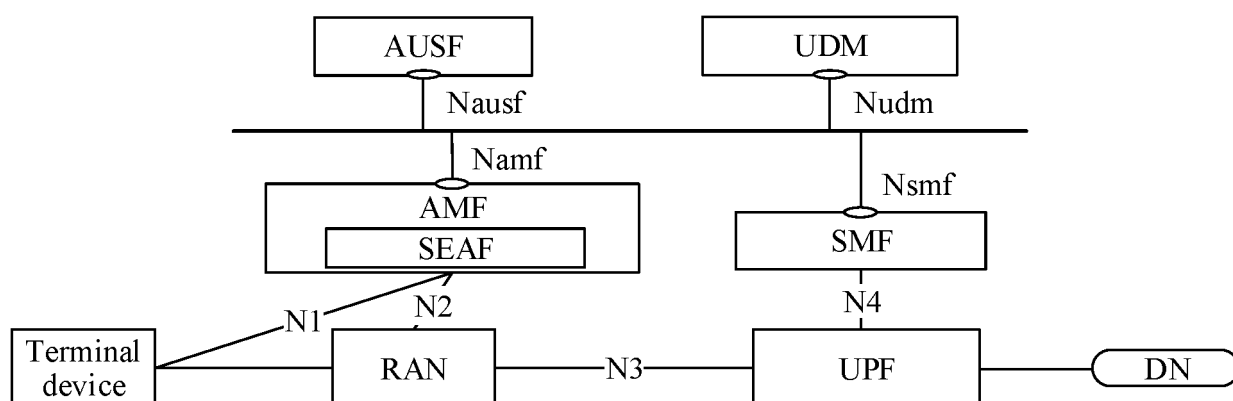 AUSF
UDM
Nausf
Nudm
Namf
Nsmf
AMF
SEAF
SMF
N1
N2
N4
Terminal
device
RAN
N3
UPF
DN